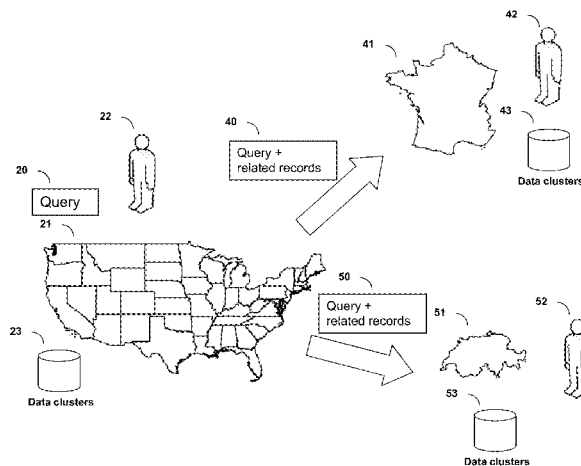 42
41
22
40
43
Query +
related records
20
Query
Data clusters
21
50
Query +
related records
51
52
23
53
Data clusters
Data clusters